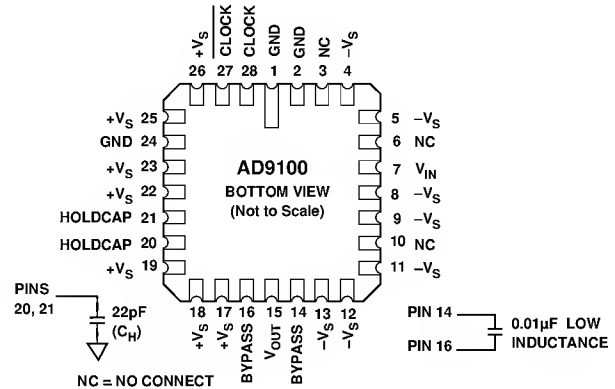 +VS
CLOCK
CLOCK
GND
GND
NC
–VS
26 27 28 1 2 3 4
+VS 25
GND 24
+VS 23
+VS 22
HOLDCAP 21
HOLDCAP 20
+VS 19
AD9100
BOTTOM VIEW
(Not to Scale)
5 –VS
6 NC
7 VIN
8 –VS
9 –VS
10 NC
11 –VS
18 17 16 15 14 13 12
+VS
+VS
BYPASS
VOUT
BYPASS
–VS
–VS
PINS
20, 21
22pF
(CH)
PIN 14
PIN 16
0.01µF LOW
INDUCTANCE
NC = NO CONNECT